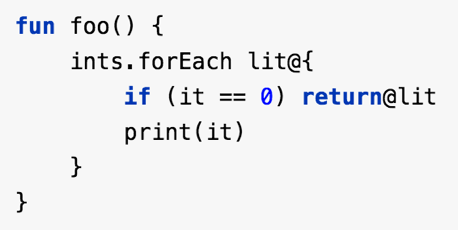 fun foo() {
    ints.forEach lit@{
        if (it == 0) return@lit
        print(it)
    }
}